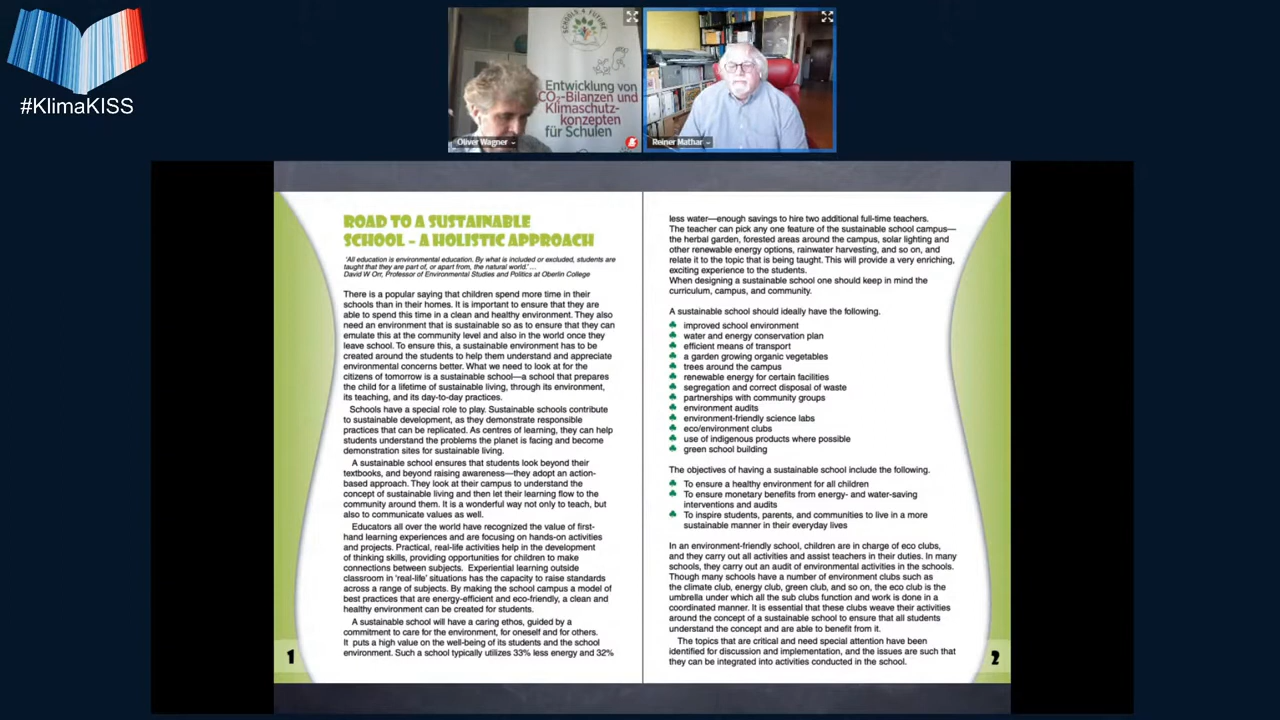 #KlimaKISS
SCHOOLS 4 FUTURE
Entwicklung von
CO₂-Bilanzen und
Klimaschutz-
konzepten
für Schulen
Oliver Wagner
Reiner Mathar
ROAD TO A SUSTAINABLE
SCHOOL – A HOLISTIC APPROACH
'All education is environmental education. By what is included or excluded, students are
taught that they are part of, or apart from, the natural world.' ...
David W Orr, Professor of Environmental Studies and Politics at Oberlin College
There is a popular saying that children spend more time in their
schools than in their homes. It is important to ensure that they are
able to spend this time in a clean and healthy environment. They also
need an environment that is sustainable so as to ensure that they can
emulate this at the community level and also in the world once they
leave school. To ensure this, a sustainable environment has to be
created around the students to help them understand and appreciate
environmental concerns better. What we need to look at for the
citizens of tomorrow is a sustainable school—a school that prepares
the child for a lifetime of sustainable living, through its environment,
its teaching, and its day-to-day practices.
Schools have a special role to play. Sustainable schools contribute
to sustainable development, as they demonstrate responsible
practices that can be replicated. As centres of learning, they can help
students understand the problems the planet is facing and become
demonstration sites for sustainable living.
A sustainable school ensures that students look beyond their
textbooks, and beyond raising awareness—they adopt an action-
based approach. They look at their campus to understand the
concept of sustainable living and then let their learning flow to the
community around them. It is a wonderful way not only to teach, but
also to communicate values as well.
Educators all over the world have recognized the value of first-
hand learning experiences and are focusing on hands-on activities
and projects. Practical, real-life activities help in the development
of thinking skills, providing opportunities for children to make
connections between subjects. Experiential learning outside
classroom in 'real-life' situations has the capacity to raise standards
across a range of subjects. By making the school campus a model of
best practices that are energy-efficient and eco-friendly, a clean and
healthy environment can be created for students.
A sustainable school will have a caring ethos, guided by a
commitment to care for the environment, for oneself and for others.
It puts a high value on the well-being of its students and the school
environment. Such a school typically utilizes 33% less energy and 32%
1
less water—enough savings to hire two additional full-time teachers.
The teacher can pick any one feature of the sustainable school campus—
the herbal garden, forested areas around the campus, solar lighting and
other renewable energy options, rainwater harvesting, and so on, and
relate it to the topic that is being taught. This will provide a very enriching,
exciting experience to the students.
When designing a sustainable school one should keep in mind the
curriculum, campus, and community.
A sustainable school should ideally have the following.
improved school environment
water and energy conservation plan
efficient means of transport
a garden growing organic vegetables
trees around the campus
renewable energy for certain facilities
segregation and correct disposal of waste
partnerships with community groups
environment audits
environment-friendly science labs
eco/environment clubs
use of indigenous products where possible
green school building
The objectives of having a sustainable school include the following.
To ensure a healthy environment for all children
To ensure monetary benefits from energy- and water-saving
interventions and audits
To inspire students, parents, and communities to live in a more
sustainable manner in their everyday lives
In an environment-friendly school, children are in charge of eco clubs,
and they carry out all activities and assist teachers in their duties. In many
schools, they carry out an audit of environmental activities in the schools.
Though many schools have a number of environment clubs such as
the climate club, energy club, green club, and so on, the eco club is the
umbrella under which all the sub clubs function and work is done in a
coordinated manner. It is essential that these clubs weave their activities
around the concept of a sustainable school to ensure that all students
understand the concept and are able to benefit from it.
The topics that are critical and need special attention have been
identified for discussion and implementation, and the issues are such that
they can be integrated into activities conducted in the school.
2